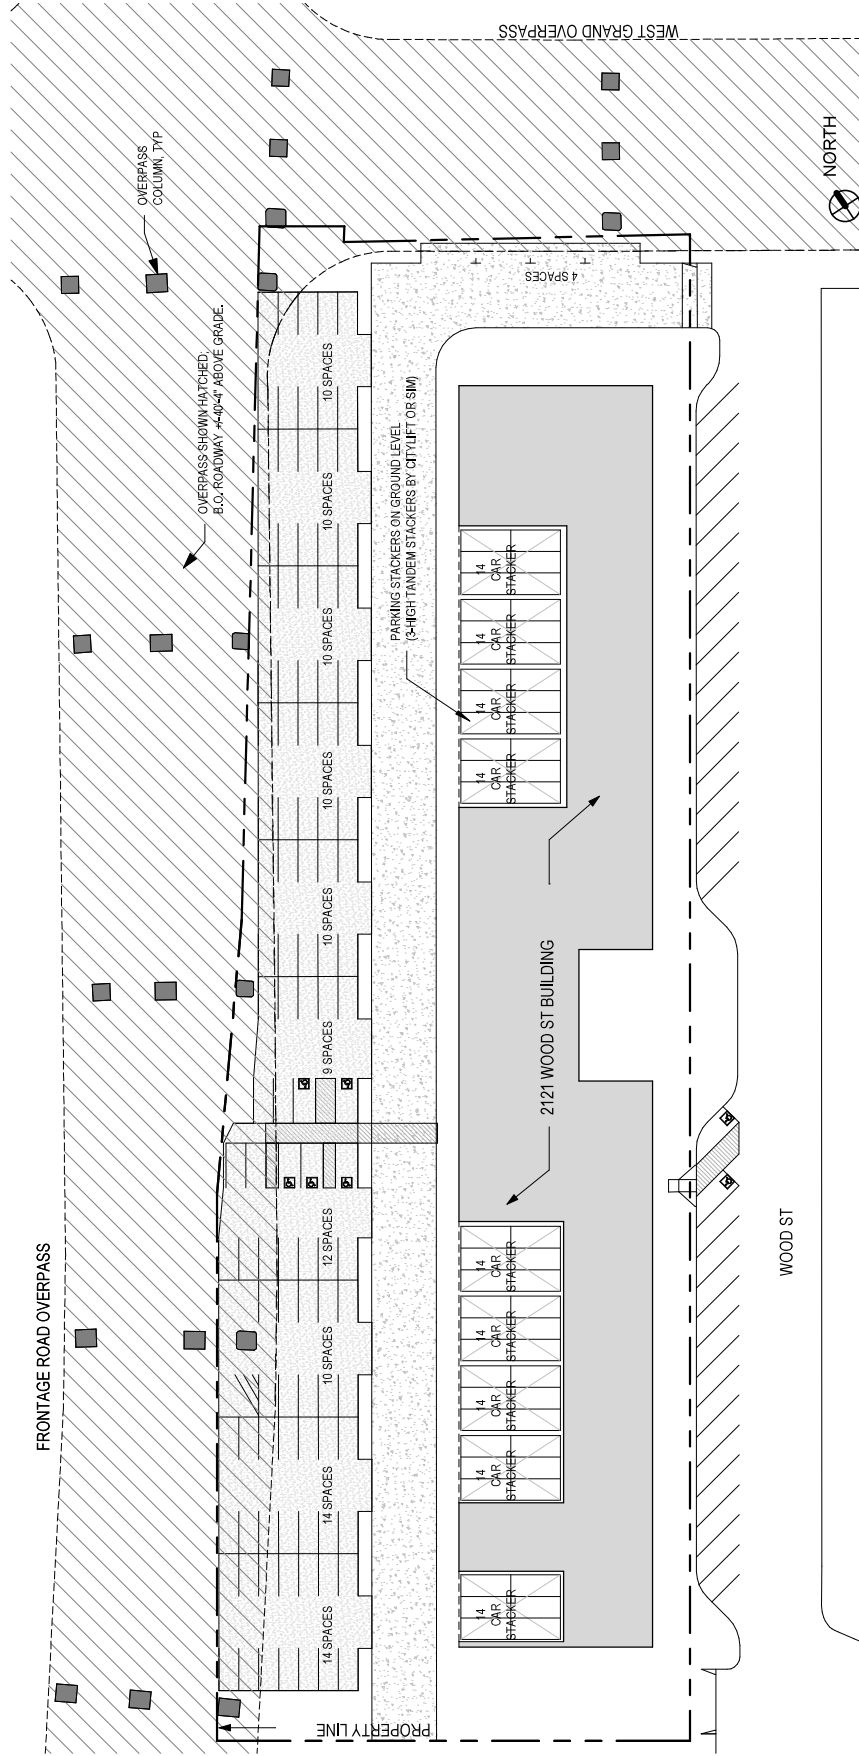 WEST GRAND OVERPASS
OVERPASS
COLUMN, TYP
NORTH
4 SPACES
OVERPASS SHOWN HATCHED,
B.O. ROADWAY +/-40'-4" ABOVE GRADE.
10 SPACES
PARKING STACKERS ON GROUND LEVEL
(3-HIGH TANDEM STACKERS BY CITYLIFT OR SIM)
10 SPACES
14
CAR
STACKER
10 SPACES
14
CAR
STACKER
14
CAR
STACKER
10 SPACES
14
CAR
STACKER
10 SPACES
2121 WOOD ST BUILDING
9 SPACES
FRONTAGE ROAD OVERPASS
12 SPACES
WOOD ST
14
CAR
STACKER
10 SPACES
14
CAR
STACKER
14
CAR
STACKER
14 SPACES
14
CAR
STACKER
14 SPACES
14
CAR
STACKER
PROPERTY LINE